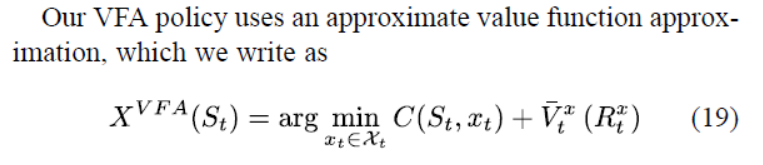 Our VFA policy uses an approximate value function approx-
imation, which we write as
X^{VFA}(S_t) = arg min_{x_t∈𝒳_t} C(S_t, x_t) + V̄_t^x (R_t^x) (19)